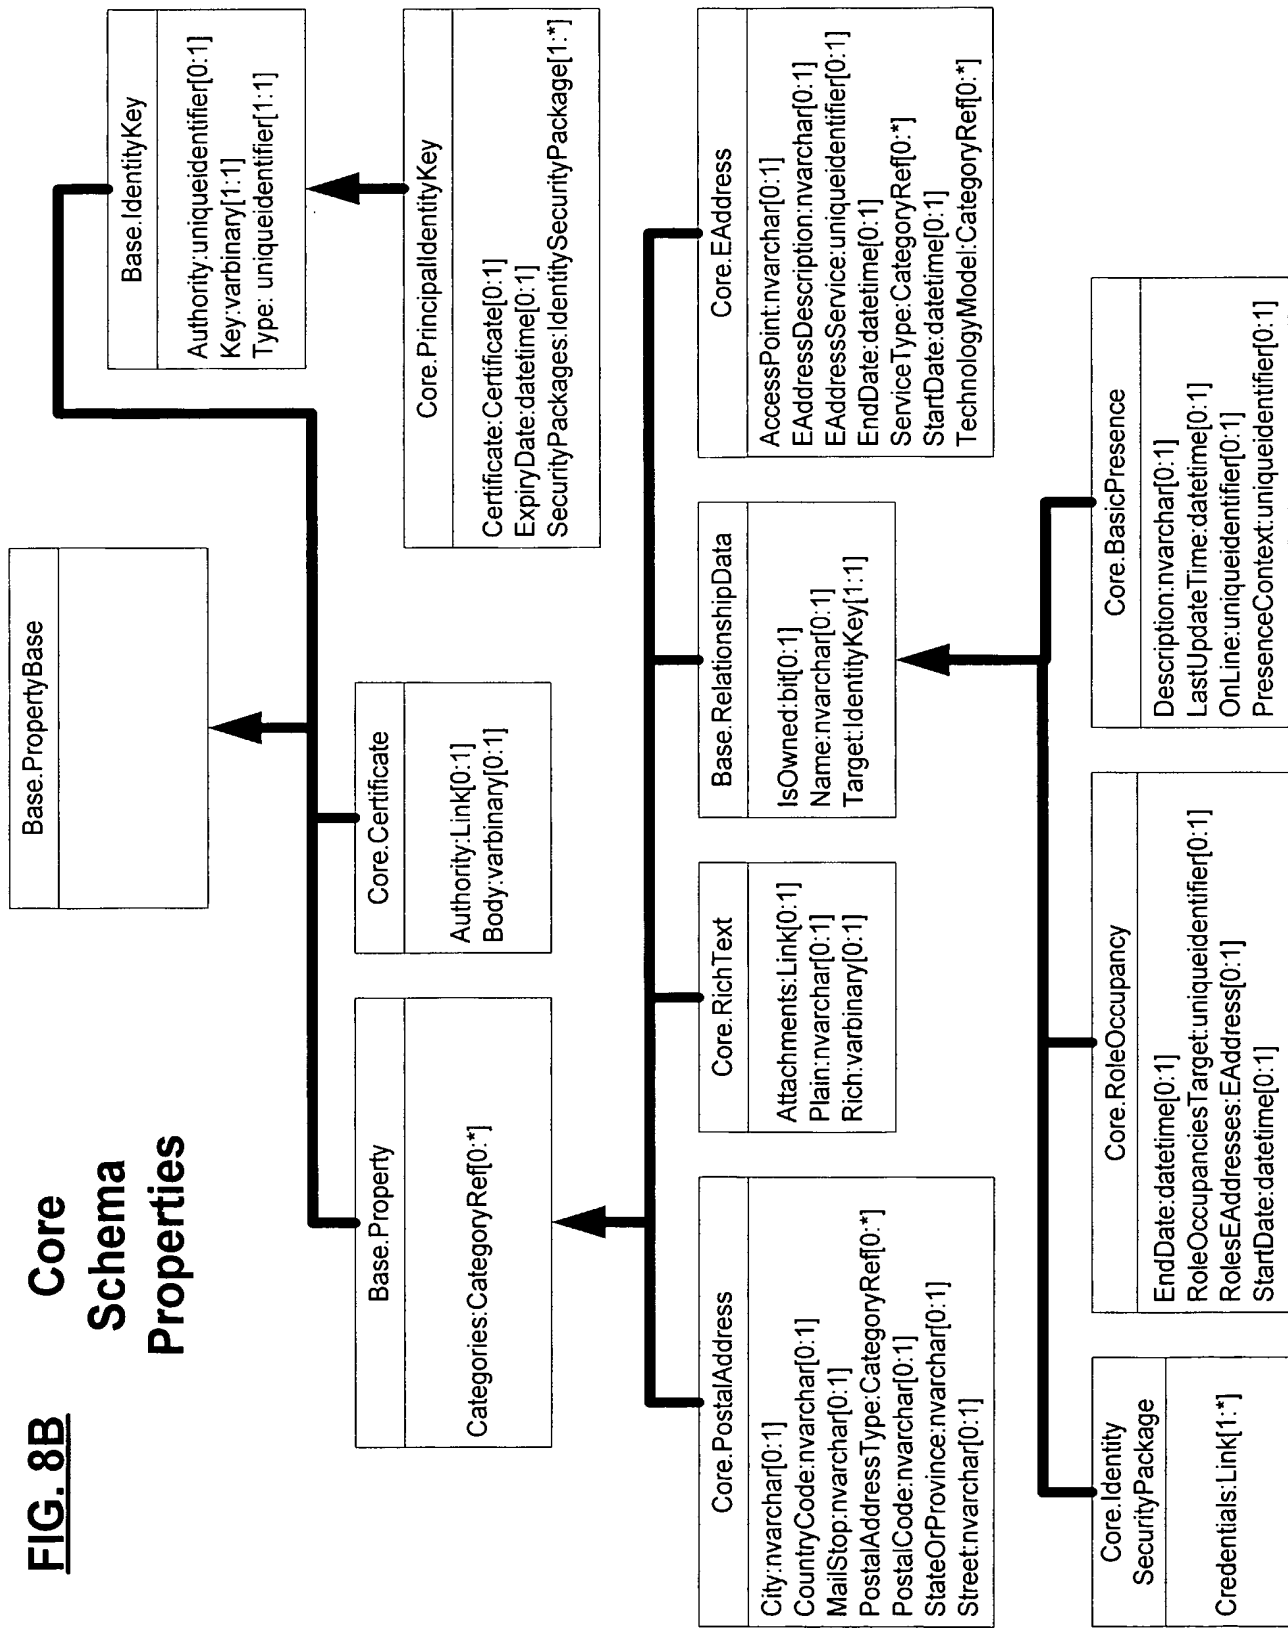 FIG. 8B
Core
Schema
Properties
Base.PropertyBase
Base.Property
Categories:CategoryRef[0:*]
Core.Certificate
Authority:Link[0:1]
Body:varbinary[0:1]
Base.IdentityKey
Authority:uniqueidentifier[0:1]
Key:varbinary[1:1]
Type: uniqueidentifier[1:1]
Core.PrincipalIdentityKey
Certificate:Certificate[0:1]
ExpiryDate:datetime[0:1]
SecurityPackages:IdentitySecurityPackage[1:*]
Core.PostalAddress
City:nvarchar[0:1]
CountryCode:nvarchar[0:1]
MailStop:nvarchar[0:1]
PostalAddressType:CategoryRef[0:*]
PostalCode:nvarchar[0:1]
StateOrProvince:nvarchar[0:1]
Street:nvarchar[0:1]
Core.RichText
Attachments:Link[0:1]
Plain:nvarchar[0:1]
Rich:varbinary[0:1]
Base.RelationshipData
IsOwned:bit[0:1]
Name:nvarchar[0:1]
Target:IdentityKey[1:1]
Core.EAddress
AccessPoint:nvarchar[0:1]
EAddressDescription:nvarchar[0:1]
EAddressService:uniqueidentifier[0:1]
EndDate:datetime[0:1]
ServiceType:CategoryRef[0:*]
StartDate:datetime[0:1]
TechnologyModel:CategoryRef[0:*]
Core.Identity
SecurityPackage
Credentials:Link[1:*]
Core.RoleOccupancy
EndDate:datetime[0:1]
RoleOccupanciesTarget:uniqueidentifier[0:1]
RolesEAddresses:EAddress[0:1]
StartDate:datetime[0:1]
Core.BasicPresence
Description:nvarchar[0:1]
LastUpdateTime:datetime[0:1]
OnLine:uniqueidentifier[0:1]
PresenceContext:uniqueidentifier[0:1]